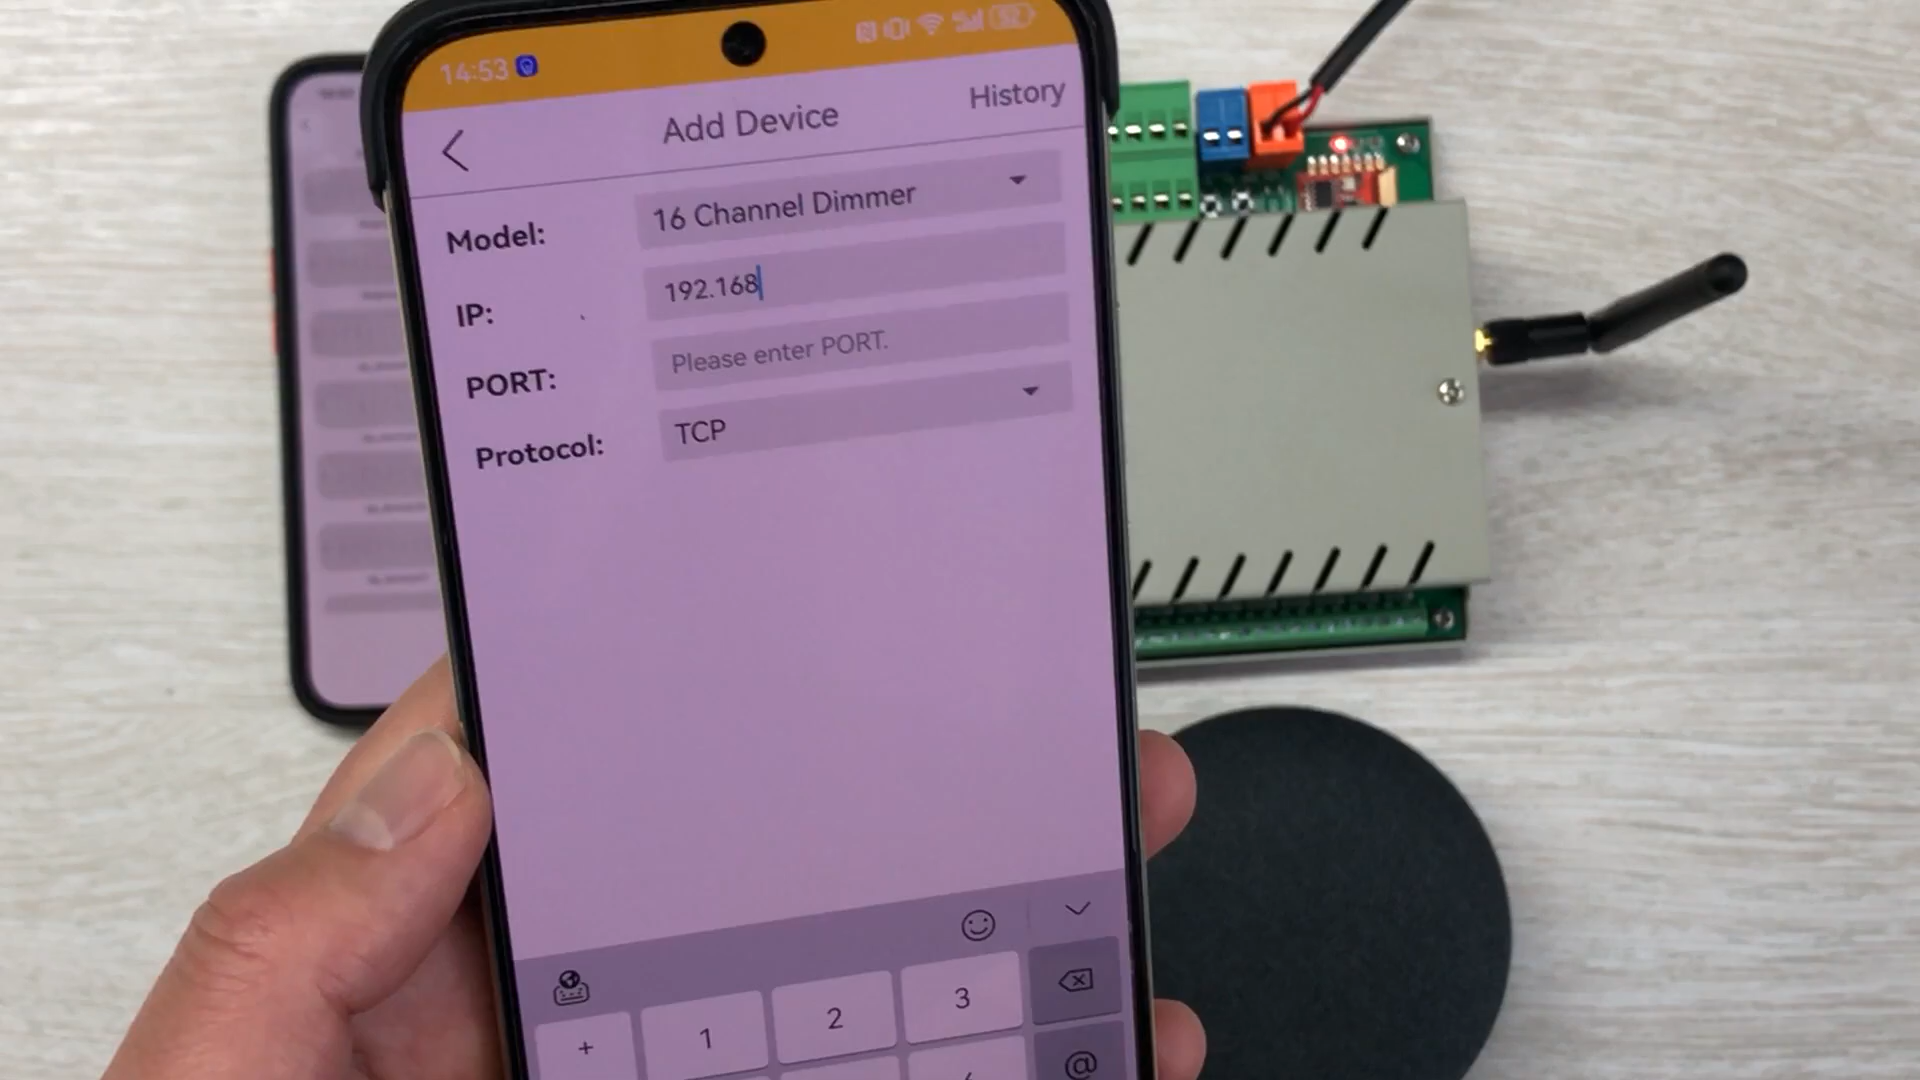 14:53
Add Device
History
Model:
16 Channel Dimmer
IP:
192.168
PORT:
Please enter PORT.
Protocol:
TCP
+
1
2
3
@